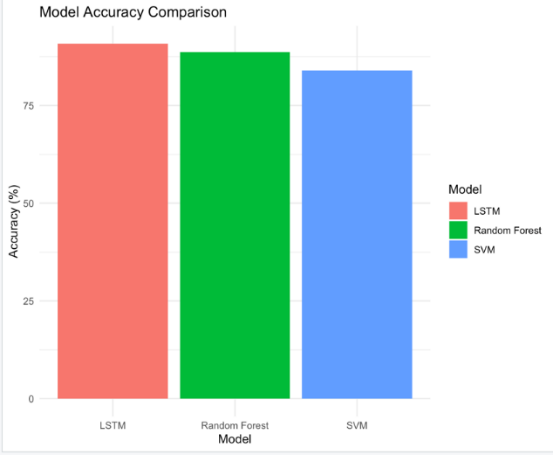 Model Accuracy Comparison
Accuracy (%)
75
50
25
0
LSTM
Random Forest
SVM
Model
Model
LSTM
Random Forest
SVM